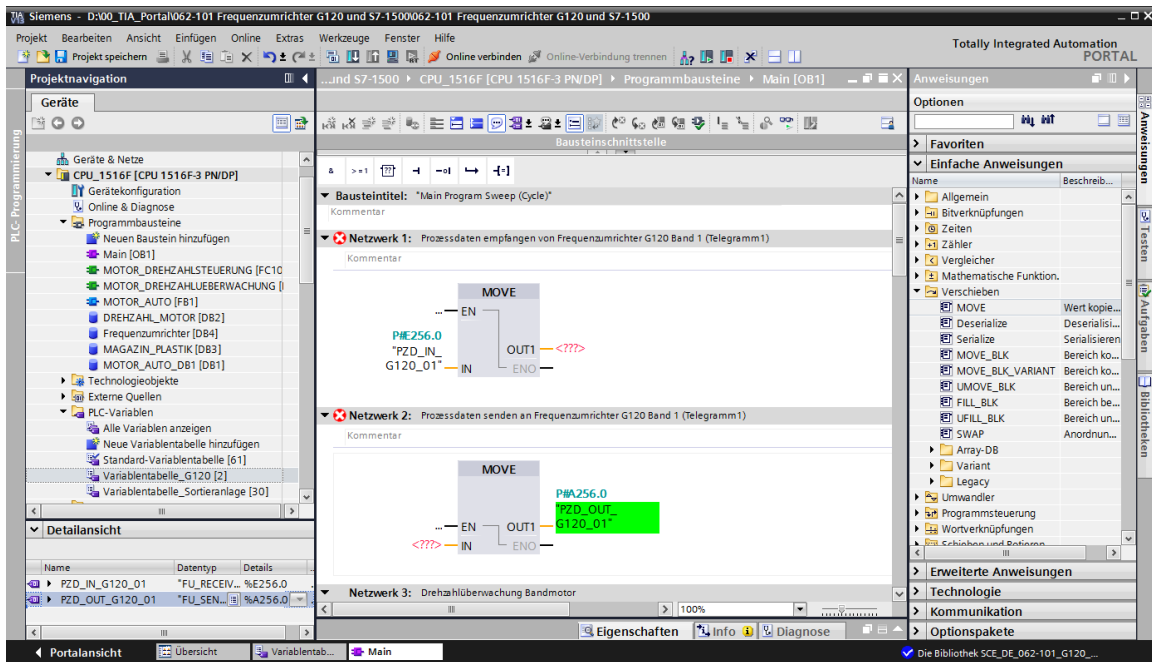 Siemens - D:\00_TIA_Portal\062-101 Frequenzumrichter G120 und S7-1500\062-101 Frequenzumrichter G120 und S7-1500
Projekt Bearbeiten Ansicht Einfügen Online Extras Werkzeuge Fenster Hilfe
Totally Integrated Automation
PORTAL
Projekt speichern
Online verbinden
Online-Verbindung trennen
Projektnavigation
...und S7-1500 CPU_1516F [CPU 1516F-3 PN/DP] Programmbausteine Main [OB1]
Anweisungen
Geräte
Optionen
Bausteinschnittstelle
PLC-Programmierung
Geräte & Netze
CPU_1516F [CPU 1516F-3 PN/DP]
Gerätekonfiguration
Online & Diagnose
Programmbausteine
Neuen Baustein hinzufügen
Main [OB1]
MOTOR_DREHZAHLSTEUERUNG [FC10
MOTOR_DREHZAHLUEBERWACHUNG [
MOTOR_AUTO [FB1]
DREHZAHL_MOTOR [DB2]
Frequenzumrichter [DB4]
MAGAZIN_PLASTIK [DB3]
MOTOR_AUTO_DB1 [DB1]
Technologieobjekte
Externe Quellen
PLC-Variablen
Alle Variablen anzeigen
Neue Variablentabelle hinzufügen
Standard-Variablentabelle [61]
Variablentabelle_G120 [2]
Variablentabelle_Sortieranlage [30]
Detailansicht
Name Datentyp Details
PZD_IN_G120_01 "FU_RECEIV... %E256.0
PZD_OUT_G120_01 "FU_SEN... %A256.0
& >=1 ??
Bausteintitel: "Main Program Sweep (Cycle)"
Kommentar
Netzwerk 1: Prozessdaten empfangen von Frequenzumrichter G120 Band 1 (Telegramm1)
Kommentar
MOVE
... EN
P#E256.0
"PZD_IN_
G120_01" IN
OUT1 <???>
ENO
Netzwerk 2: Prozessdaten senden an Frequenzumrichter G120 Band 1 (Telegramm1)
Kommentar
MOVE
P#A256.0
"PZD_OUT_
G120_01"
... EN OUT1
<???> IN ENO
Netzwerk 3: Drehzahlüberwachung Bandmotor
100%
Eigenschaften Info Diagnose
Favoriten
Einfache Anweisungen
Name Beschreib...
Allgemein
Bitverknüpfungen
Zeiten
Zähler
Vergleicher
Mathematische Funktion.
Verschieben
MOVE Wert kopie...
Deserialize Deserialisi...
Serialize Serialisieren
MOVE_BLK Bereich ko...
MOVE_BLK_VARIANT Bereich ko...
UMOVE_BLK Bereich un...
FILL_BLK Bereich be...
UFILL_BLK Bereich un...
SWAP Anordnun...
Array-DB
Variant
Legacy
Umwandler
Programmsteuerung
Wortverknüpfungen
Schieben und Rotieren
Erweiterte Anweisungen
Technologie
Kommunikation
Optionspakete
Anweisungen
Testen
Aufgaben
Bibliotheken
Portalansicht Übersicht Variablentab... Main
Die Bibliothek SCE_DE_062-101_G120_...